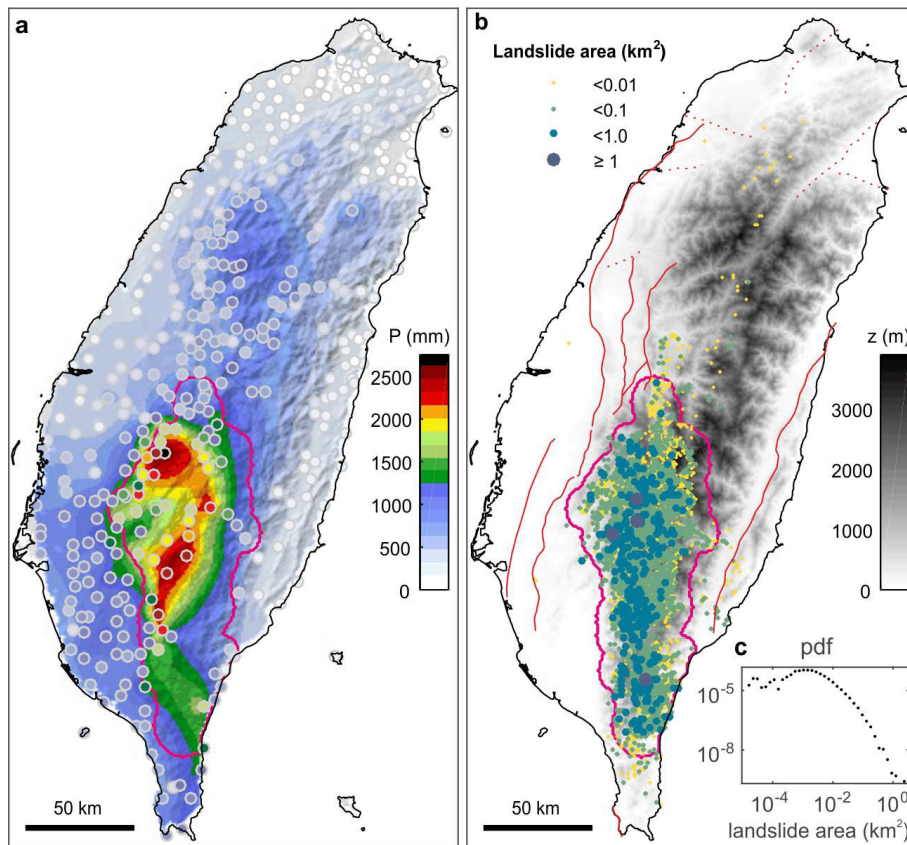 a
P (mm)
2500
2000
1500
1000
500
0
50 km
b
Landslide area (km²)
<0.01
<0.1
<1.0
≥ 1
z (m)
3000
2000
1000
0
50 km
c
pdf
10⁻⁵
10⁻⁸
10⁻⁴
10⁻²
10⁰
landslide area (km²)